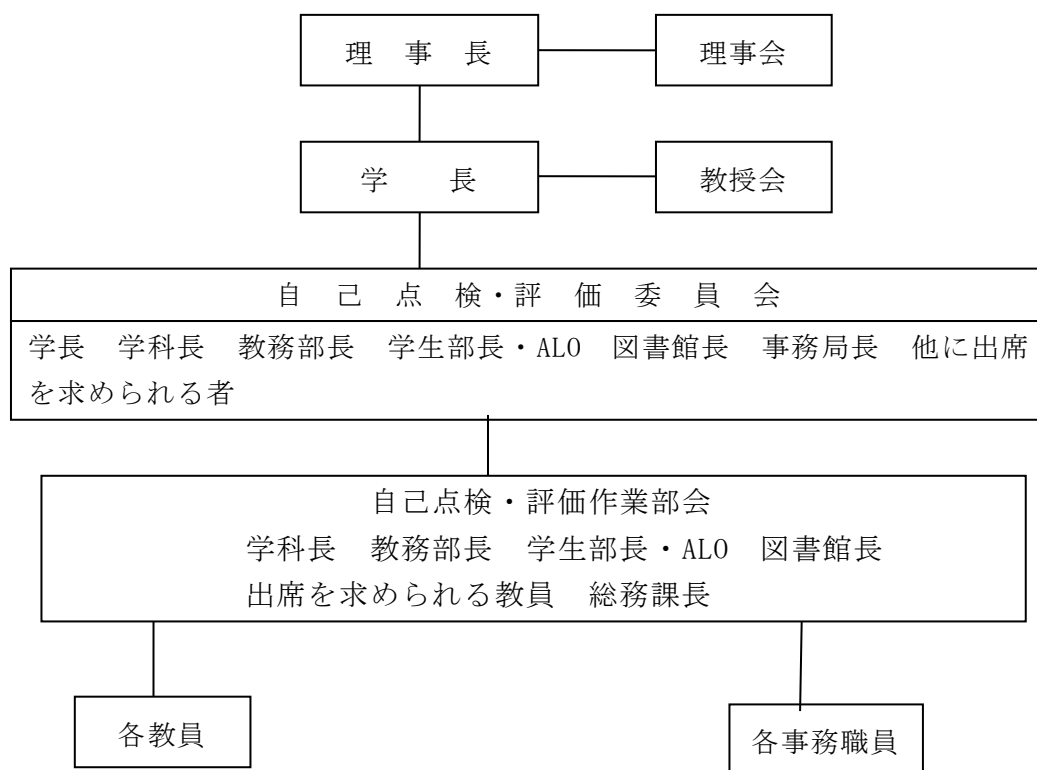 理　事　長
理事会
学　　長
教授会
自　己　点　検・評　価　委　員　会
学長　学科長　教務部長　学生部長・ALO　図書館長　事務局長　他に出席
を求められる者
自己点検・評価作業部会
学科長　教務部長　学生部長・ALO　図書館長
出席を求められる教員　総務課長
各教員
各事務職員